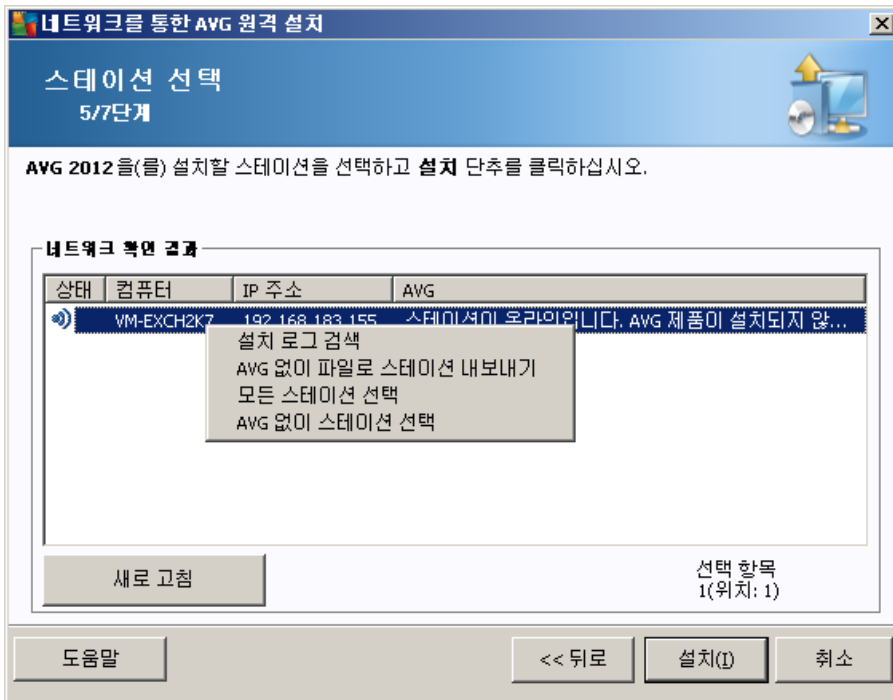 네트워크를 통한 AVG 원격 설치
스테이션 선택
5/7단계
AVG 2012을(를) 설치할 스테이션을 선택하고 설치 단추를 클릭하십시오.
네트워크 확인 결과
상태 컴퓨터 IP 주소 AVG
VM-EXCH2K7 192.168.183.155 스테이션이 온라인입니다. AVG 제품이 설치되지 않...
설치 로그 검색
AVG 없이 파일로 스테이션 내보내기
모든 스테이션 선택
AVG 없이 스테이션 선택
새로 고침
선택 항목
1(위치: 1)
도움말 << 뒤로 설치(I) 취소